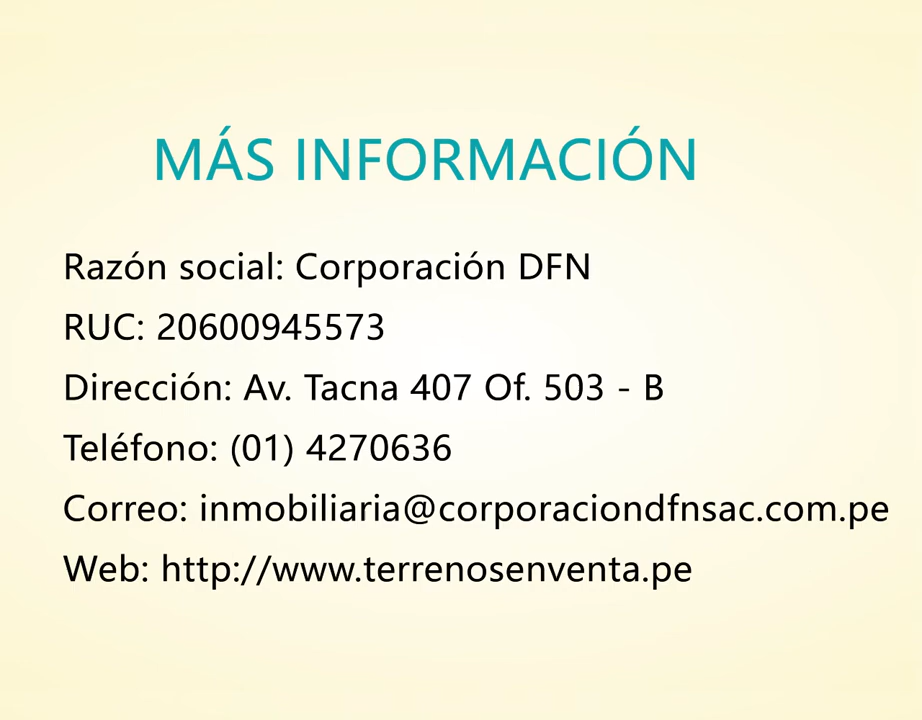 MÁS INFORMACIÓN
Razón social: Corporación DFN
RUC: 20600945573
Dirección: Av. Tacna 407 Of. 503 - B
Teléfono: (01) 4270636
Correo: inmobiliaria@corporaciondfnsac.com.pe
Web: http://www.terrenosenventa.pe